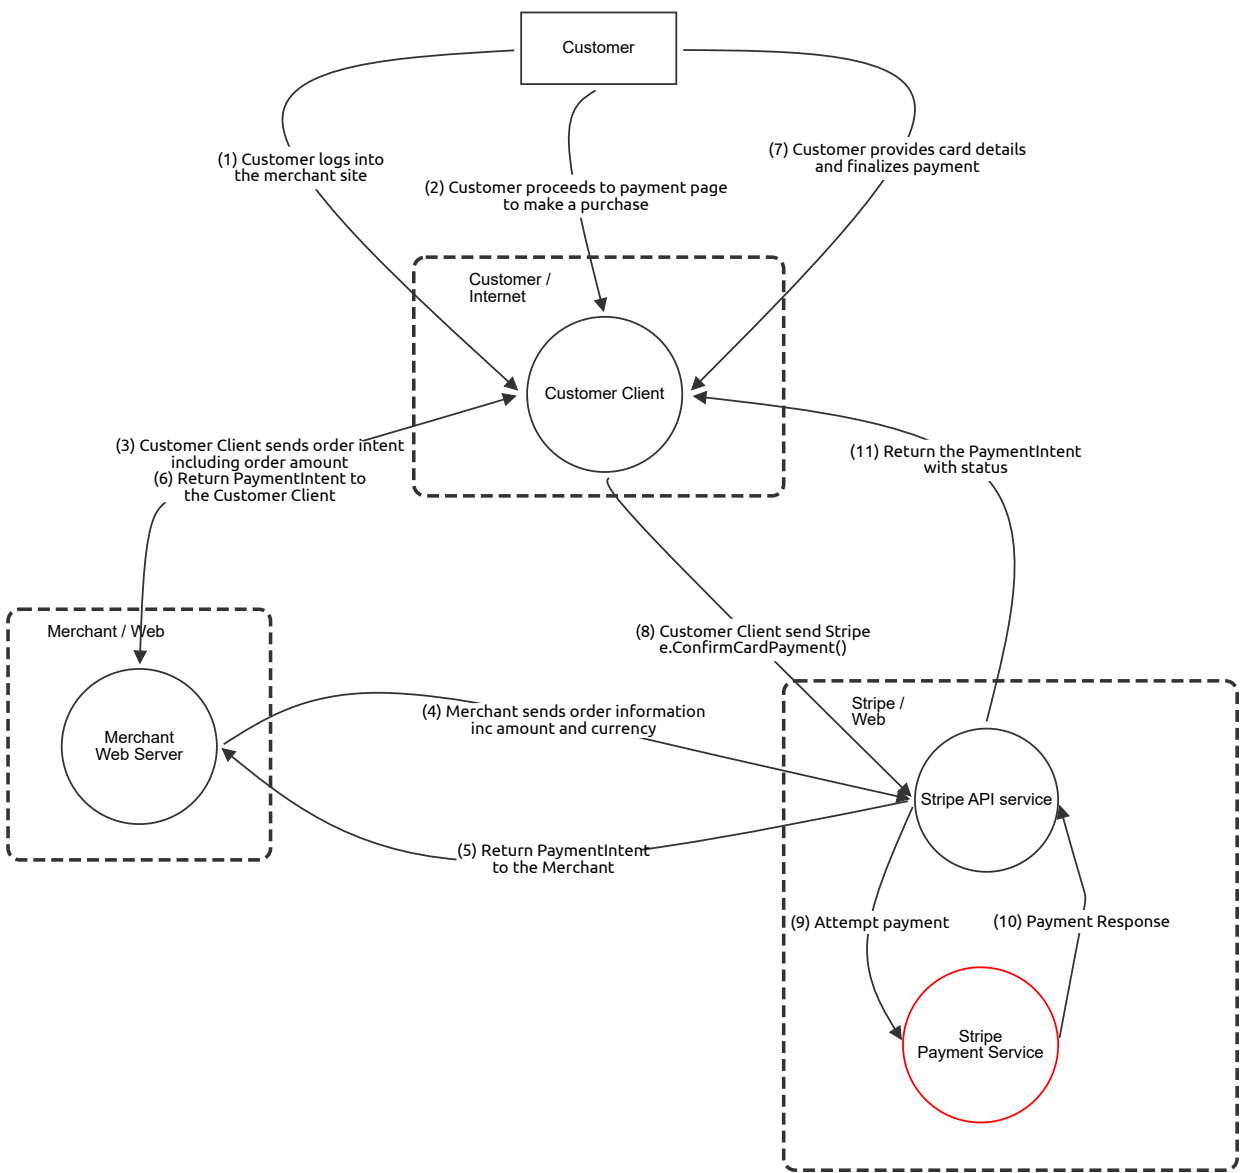 Customer
(1) Customer logs into
the merchant site
(7) Customer provides card details
and finalizes payment
(2) Customer proceeds to payment page
to make a purchase
Customer /
Internet
Customer Client
(3) Customer Client sends order intent
including order amount
(6) Return PaymentIntent to
the Customer Client
(11) Return the PaymentIntent
with status
Merchant / Web
(8) Customer Client send Stripe
e.ConfirmCardPayment()
Stripe /
Web
(4) Merchant sends order information
inc amount and currency
Merchant
Web Server
Stripe API service
(5) Return PaymentIntent
to the Merchant
(9) Attempt payment
(10) Payment Response
Stripe
Payment Service